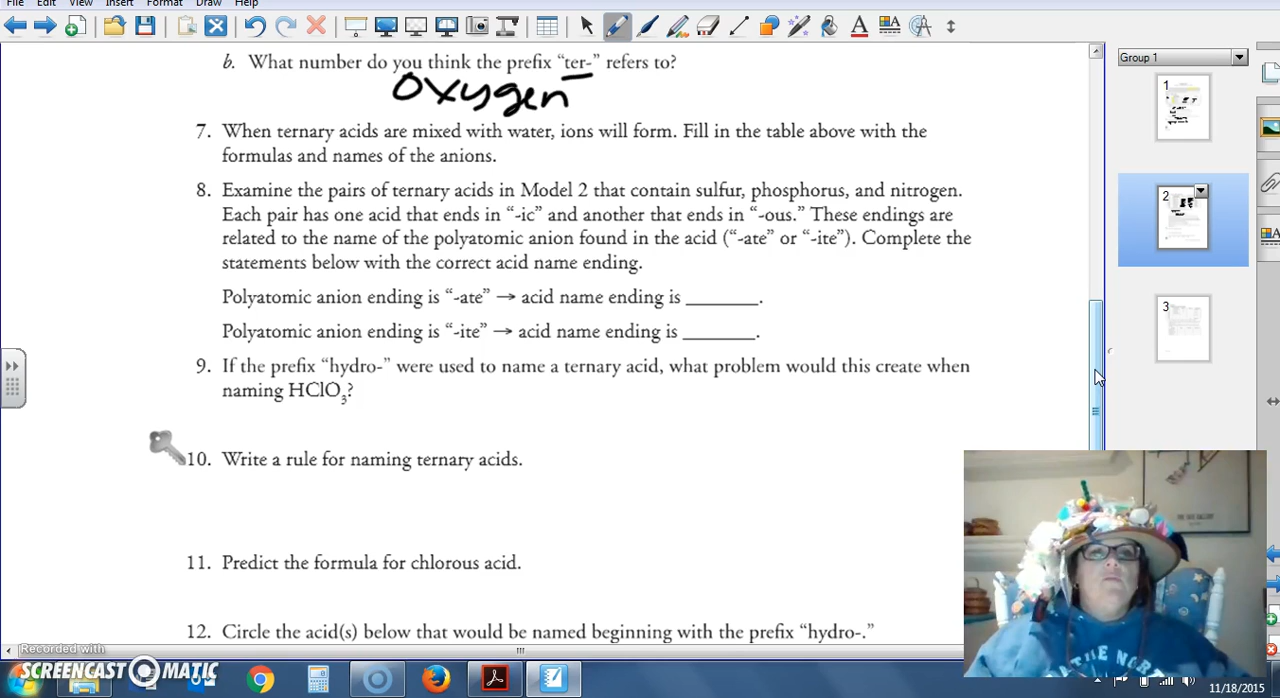 File Edit View Insert Format Draw Help
Group 1
b. What number do you think the prefix “ter-” refers to?
oxygen
7. When ternary acids are mixed with water, ions will form. Fill in the table above with the
formulas and names of the anions.
8. Examine the pairs of ternary acids in Model 2 that contain sulfur, phosphorus, and nitrogen.
Each pair has one acid that ends in “-ic” and another that ends in “-ous.” These endings are
related to the name of the polyatomic anion found in the acid (“-ate” or “-ite”). Complete the
statements below with the correct acid name ending.
Polyatomic anion ending is “-ate” → acid name ending is _______.
Polyatomic anion ending is “-ite” → acid name ending is _______.
9. If the prefix “hydro-” were used to name a ternary acid, what problem would this create when
naming HClO₃?
10. Write a rule for naming ternary acids.
11. Predict the formula for chlorous acid.
12. Circle the acid(s) below that would be named beginning with the prefix “hydro-.”
1
2
3
Recorded with
SCREENCAST O MATIC
11/18/2015